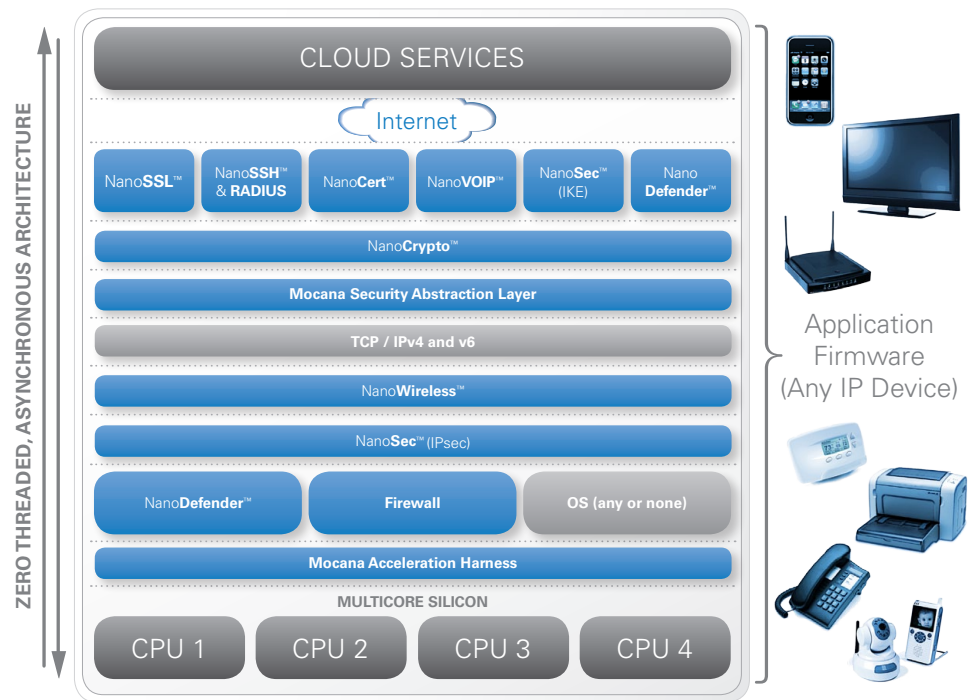 ZERO THREADED, ASYNCHRONOUS ARCHITECTURE
CLOUD SERVICES
Internet
NanoSSL™
NanoSSH™
& RADIUS
NanoCert™
NanoVOIP™
NanoSec™
(IKE)
Nano
Defender™
NanoCrypto™
Mocana Security Abstraction Layer
TCP / IPv4 and v6
NanoWireless™
NanoSec™ (IPsec)
NanoDefender™
Firewall
OS (any or none)
Mocana Acceleration Harness
MULTICORE SILICON
CPU 1
CPU 2
CPU 3
CPU 4
Application
Firmware
(Any IP Device)